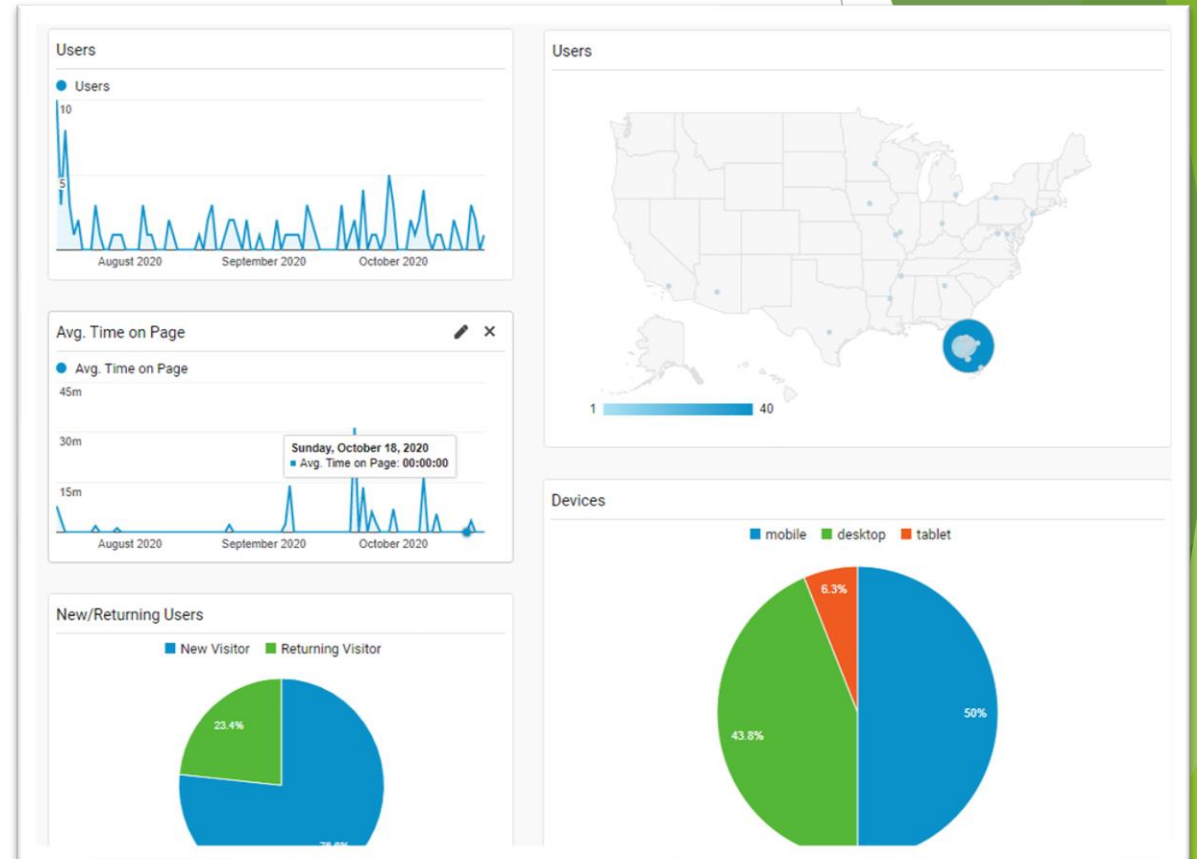 Users
Users
10
5
August 2020 September 2020 October 2020
Avg. Time on Page
Avg. Time on Page
45m
30m
Sunday, October 18, 2020
Avg. Time on Page: 00:00:00
15m
August 2020 September 2020 October 2020
New/Returning Users
New Visitor Returning Visitor
23.4%
Users
1 40
Devices
mobile desktop tablet
6.3%
50%
43.8%